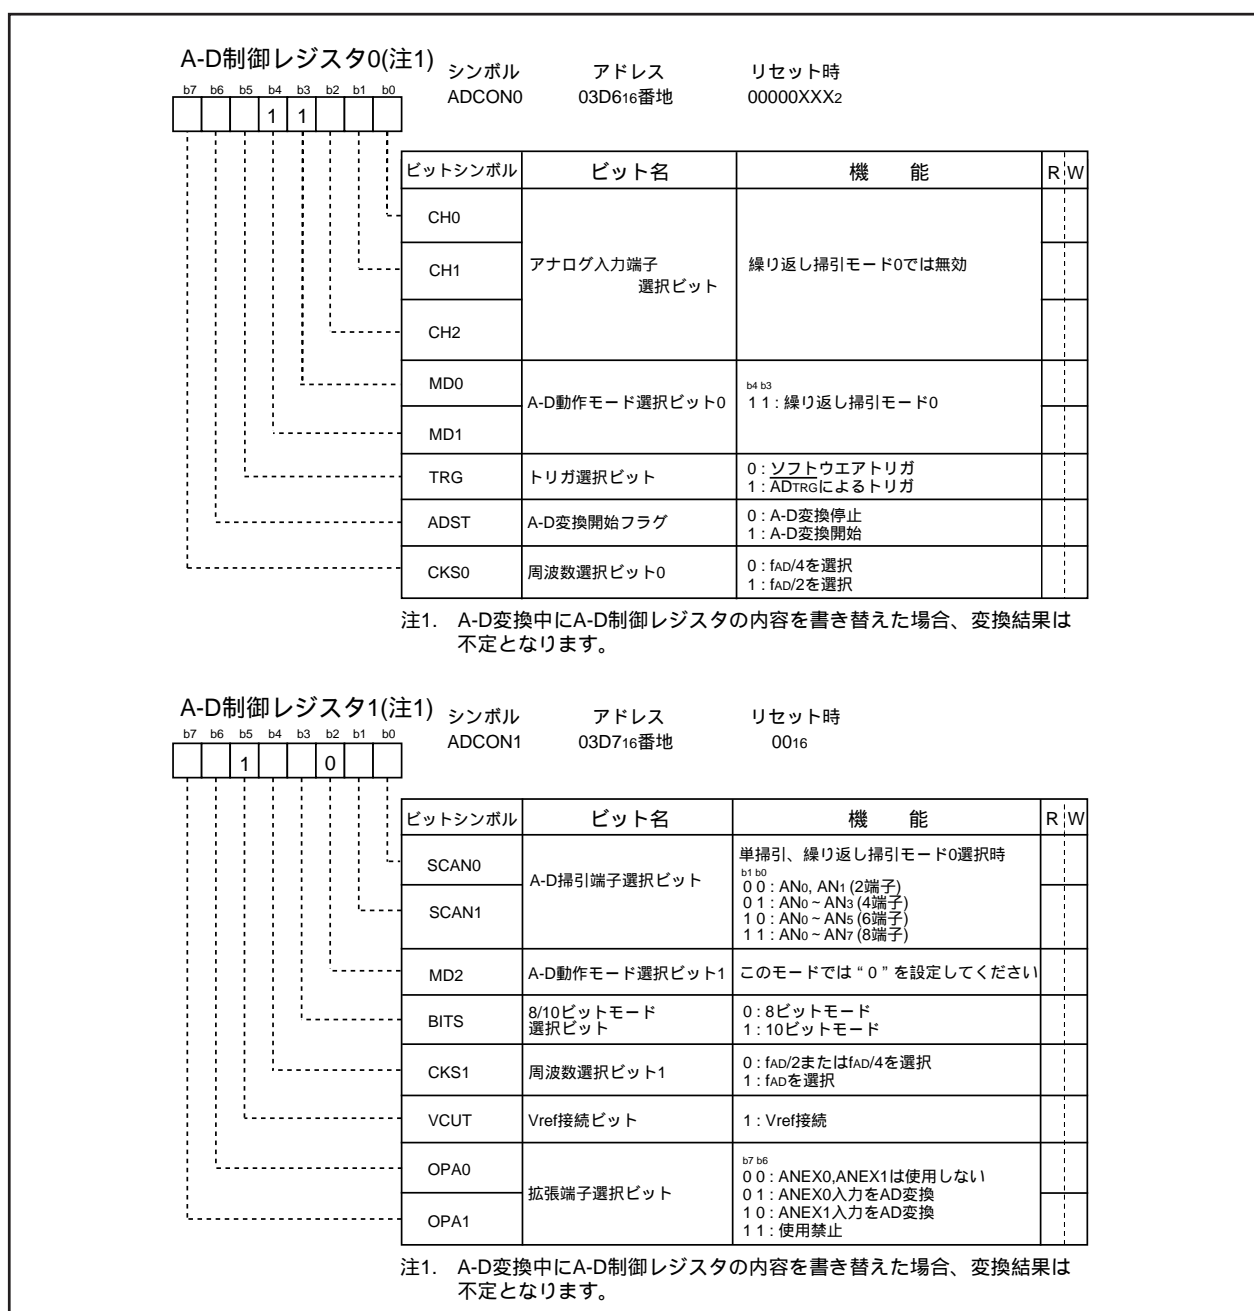 A-D制御レジスタ0(注1)
シンボル アドレス リセット時
ADCON0 03D616番地 00000XXX2
b7 b6 b5 b4 b3 b2 b1 b0
1 1
ビットシンボル ビット名 機 能 R W
CH0
CH1
CH2
アナログ入力端子
選択ビット
繰り返し掃引モード0では無効
MD0
MD1
A-D動作モード選択ビット0
b4 b3
1 1 : 繰り返し掃引モード0
TRG トリガ選択ビット
0 : ソフトウエアトリガ
1 : ADTRGによるトリガ
ADST A-D変換開始フラグ
0 : A-D変換停止
1 : A-D変換開始
CKS0 周波数選択ビット0
0 : fAD/4を選択
1 : fAD/2を選択
注1. A-D変換中にA-D制御レジスタの内容を書き替えた場合、変換結果は
不定となります。
A-D制御レジスタ1(注1)
シンボル アドレス リセット時
ADCON1 03D716番地 0016
b7 b6 b5 b4 b3 b2 b1 b0
1 0
ビットシンボル ビット名 機 能 R W
SCAN0
SCAN1
A-D掃引端子選択ビット
単掃引、繰り返し掃引モード0選択時
b1 b0
0 0 : AN0, AN1 (2端子)
0 1 : AN0 ~ AN3 (4端子)
1 0 : AN0 ~ AN5 (6端子)
1 1 : AN0 ~ AN7 (8端子)
MD2 A-D動作モード選択ビット1 このモードでは“0”を設定してください
BITS
8/10ビットモード
選択ビット
0 : 8ビットモード
1 : 10ビットモード
CKS1 周波数選択ビット1
0 : fAD/2またはfAD/4を選択
1 : fADを選択
VCUT Vref接続ビット 1 : Vref接続
OPA0
OPA1
拡張端子選択ビット
b7 b6
0 0 : ANEX0,ANEX1は使用しない
0 1 : ANEX0入力をAD変換
1 0 : ANEX1入力をAD変換
1 1 : 使用禁止
注1. A-D変換中にA-D制御レジスタの内容を書き替えた場合、変換結果は
不定となります。